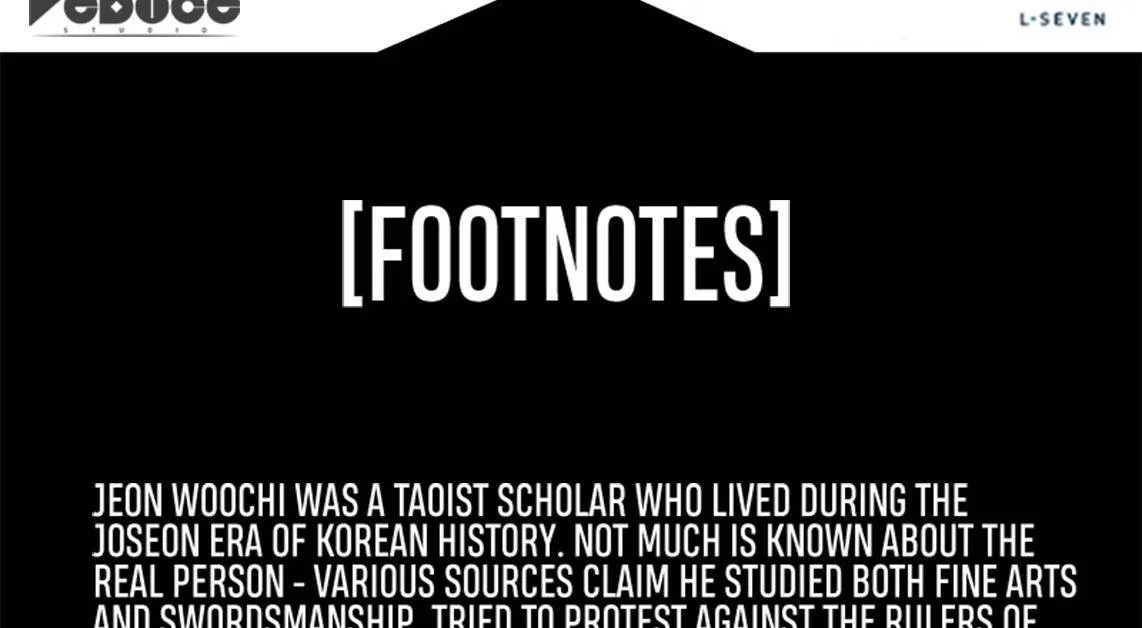 STUDIO
L-SEVEN
[FOOTNOTES]
JEON WOOCHI WAS A TAOIST SCHOLAR WHO LIVED DURING THE
JOSEON ERA OF KOREAN HISTORY. NOT MUCH IS KNOWN ABOUT THE
REAL PERSON - VARIOUS SOURCES CLAIM HE STUDIED BOTH FINE ARTS
AND SWORDSMANSHIP, TRIED TO PROTEST AGAINST THE RULERS OF